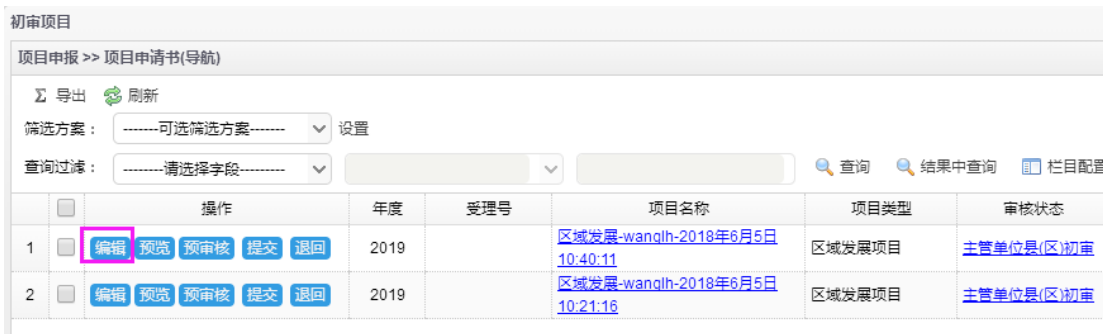 初审项目
项目申报 >> 项目申请书(导航)
Σ 导出 刷新
筛选方案： -------可选筛选方案------- 设置
查询过滤： --------请选择字段--------- 查询 结果中查询 栏目配置
操作 年度 受理号 项目名称 项目类型 审核状态
1 编辑 预览 预审核 提交 退回 2019 区域发展-wanglh-2018年6月5日 区域发展项目 主管单位县(区)初审
10:40:11
2 编辑 预览 预审核 提交 退回 2019 区域发展-wanglh-2018年6月5日 区域发展项目 主管单位县(区)初审
10:21:16